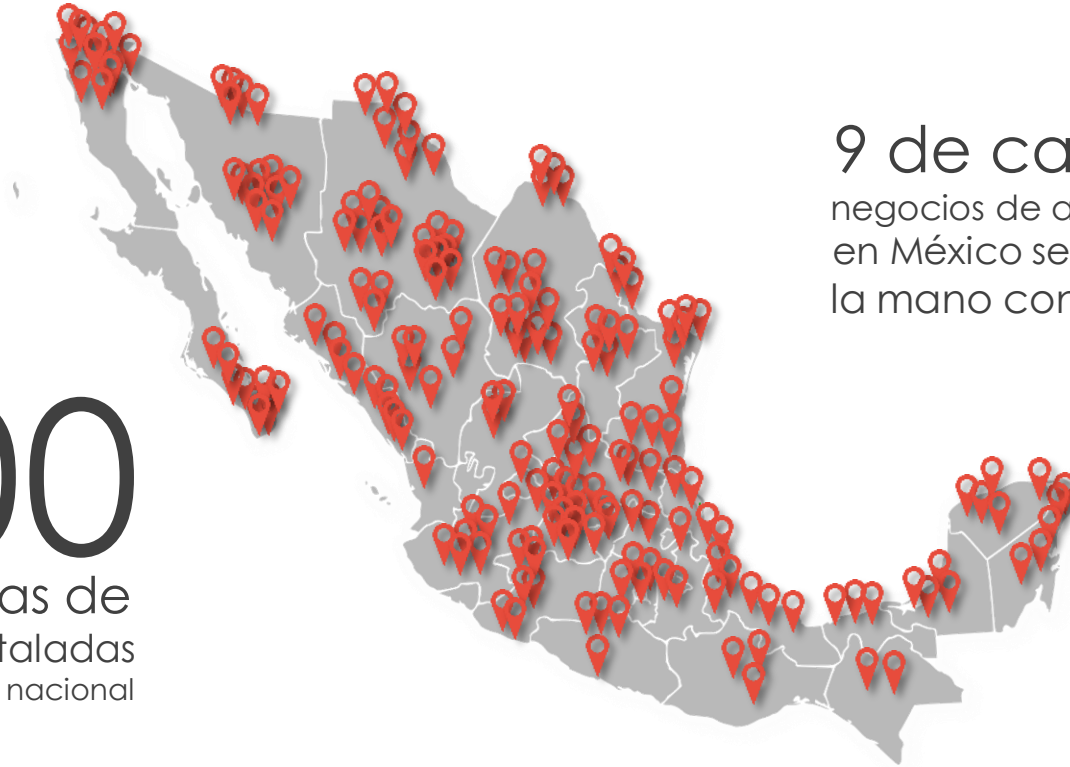 9 de ca
negocios de a
en México se
la mano con
00
as de
taladas
nacional